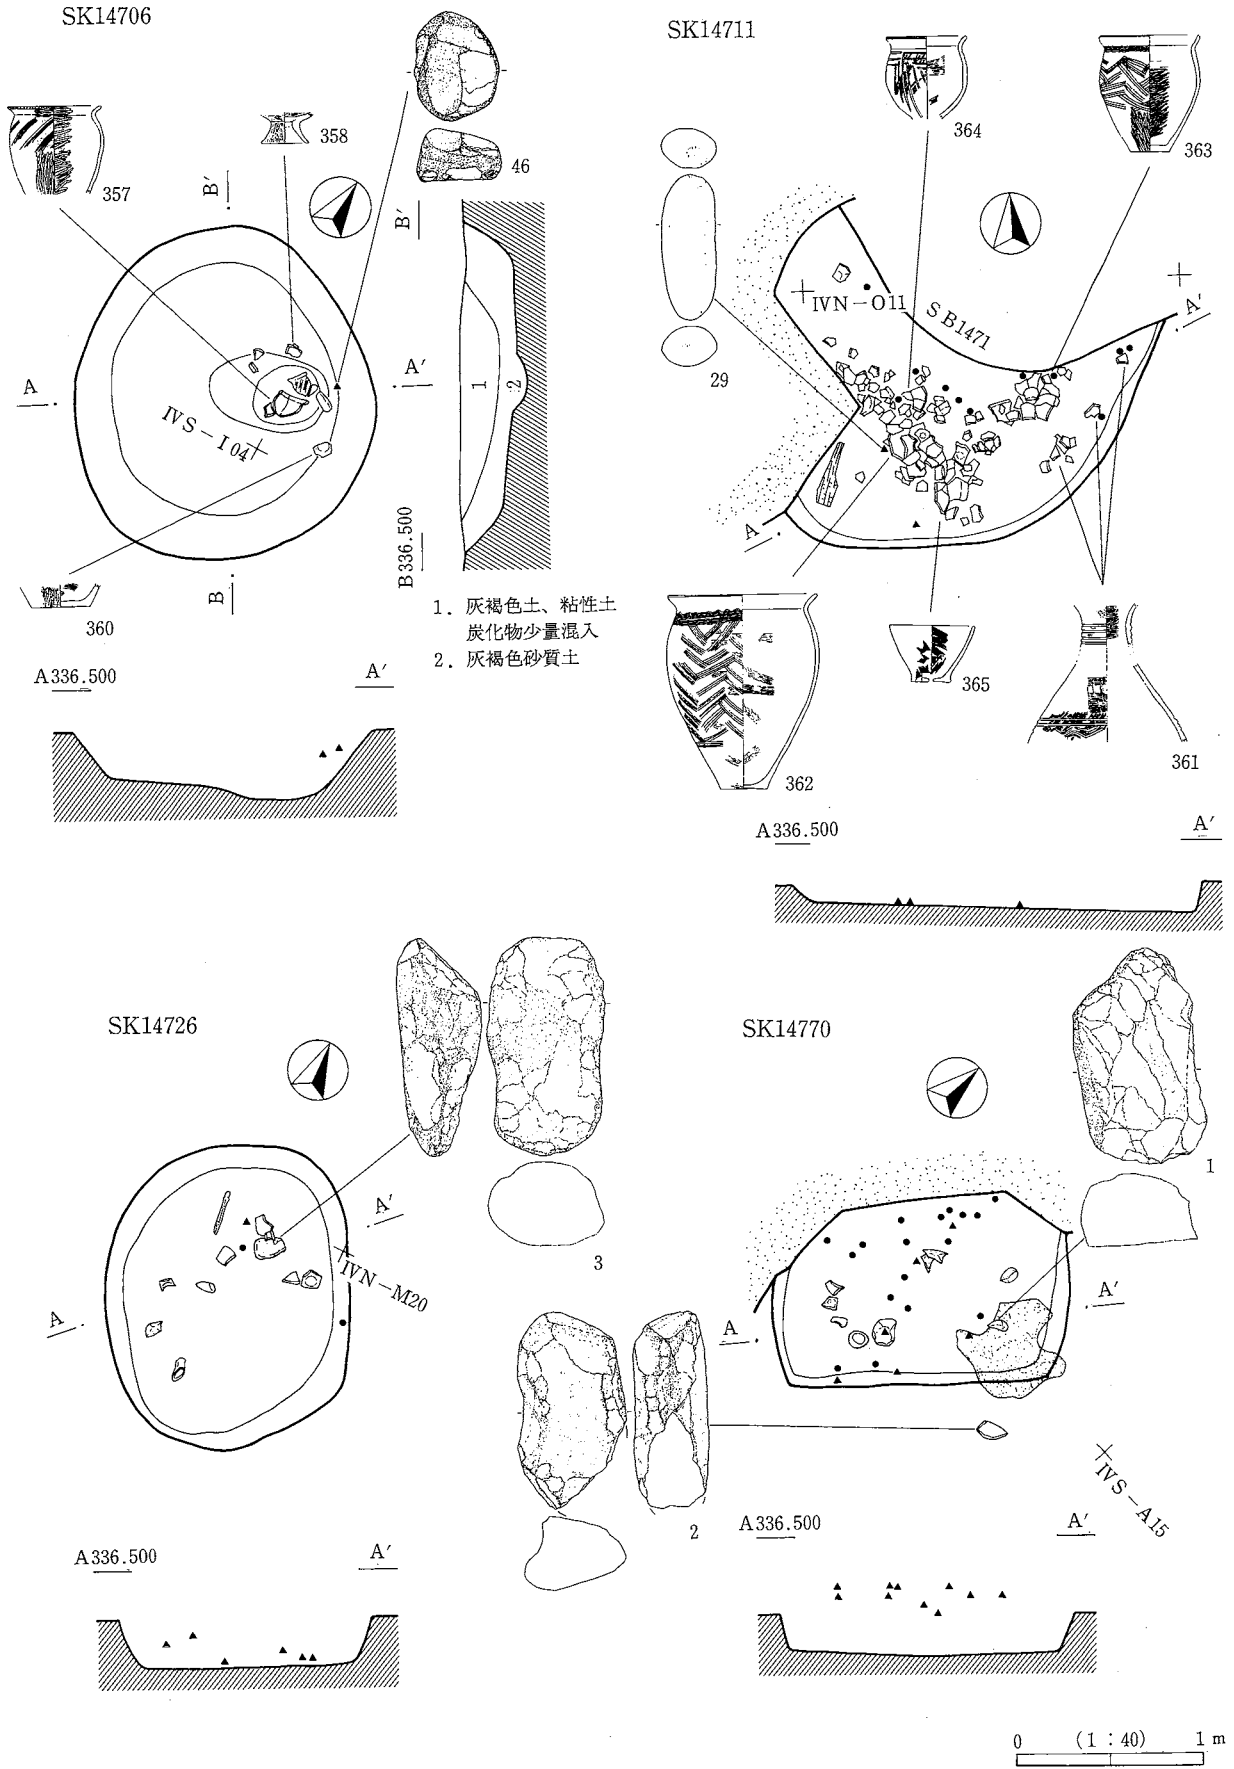 SK14706
46
357
358
B′
B′
A
A′
IVS-I04
1
2
B
B336.500
360
1. 灰褐色土、粘性土
炭化物少量混入
2. 灰褐色砂質土
A336.500
A′
SK14711
364
363
29
IVN-O11
SB1471
A′
A
362
365
361
A336.500
A′
SK14726
3
A′
IVN-M20
A
A336.500
A′
SK14770
1
A
A′
2
IVS-A15
A336.500
A′
0 (1:40) 1m